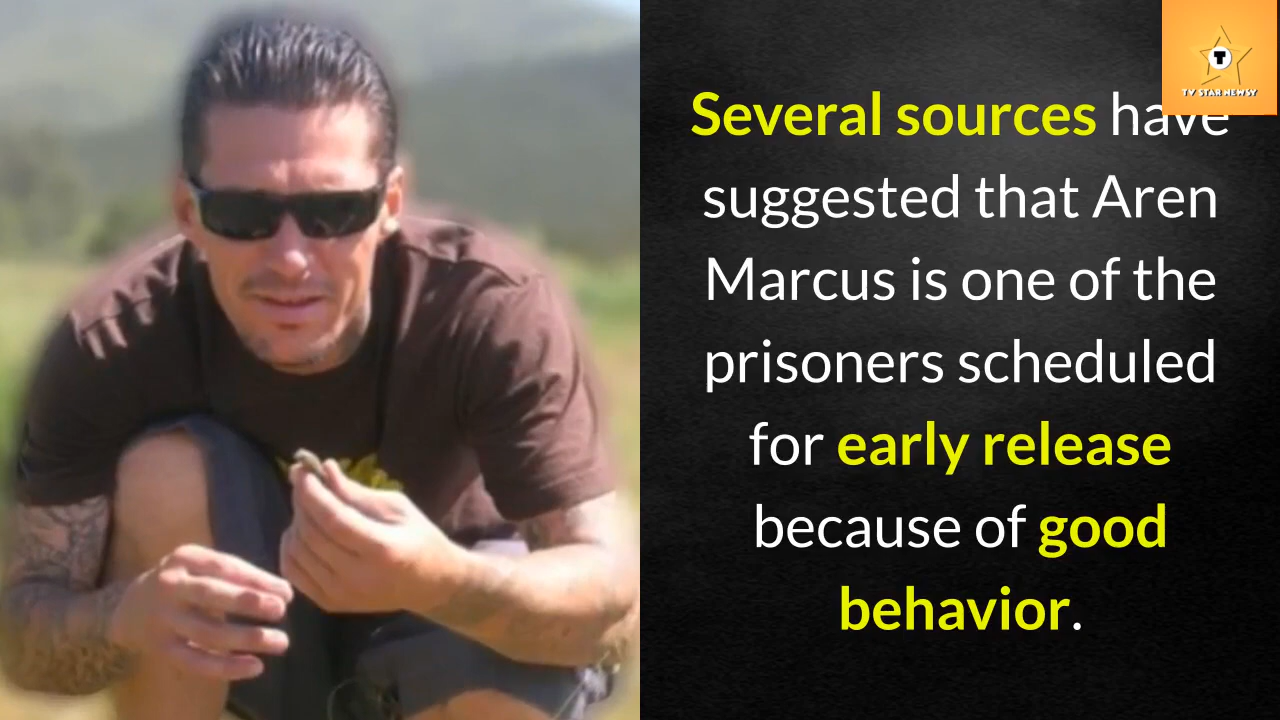 Several sources have
suggested that Aren
Marcus is one of the
prisoners scheduled
for early release
because of good
behavior.
T
TV STAR NEWSY